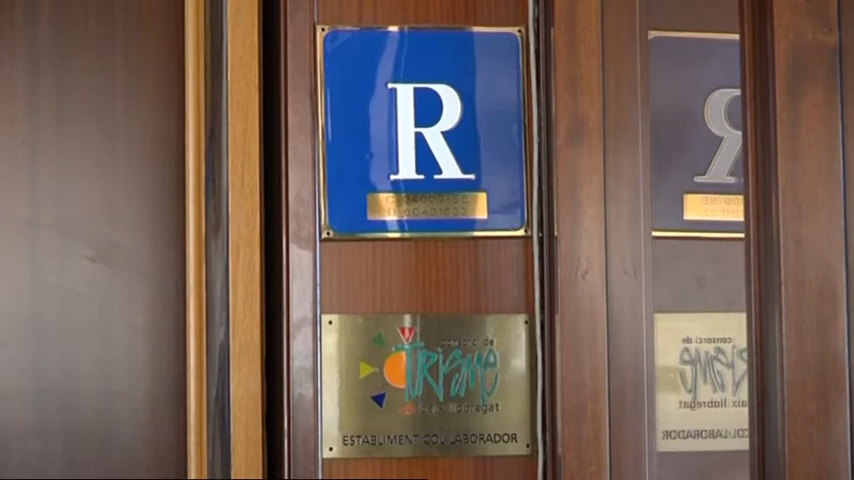 R
consorci de
Turisme
baix llobregat
ESTABLIMENT COL·LABORADOR